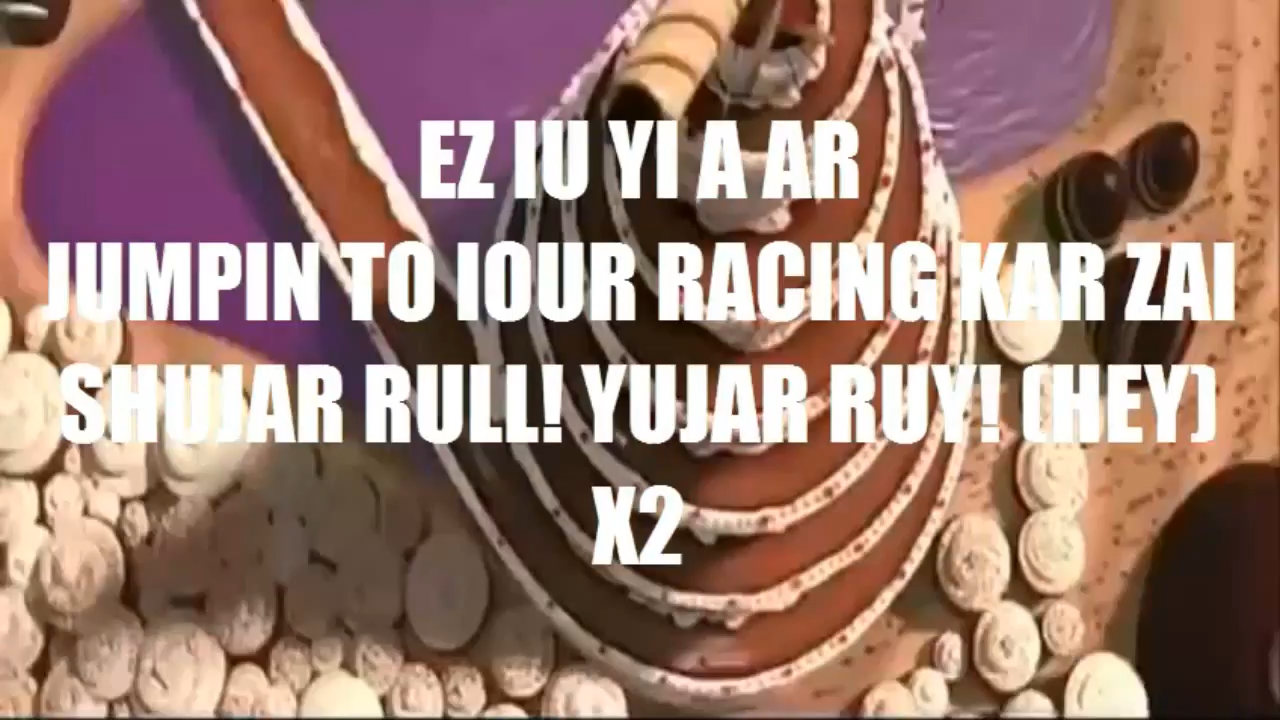 EZ IU YI A AR
JUMPIN TO IOUR RACING KAR ZAI
SHUJAR RULL! YUJAR RUY! (HEY)
X2